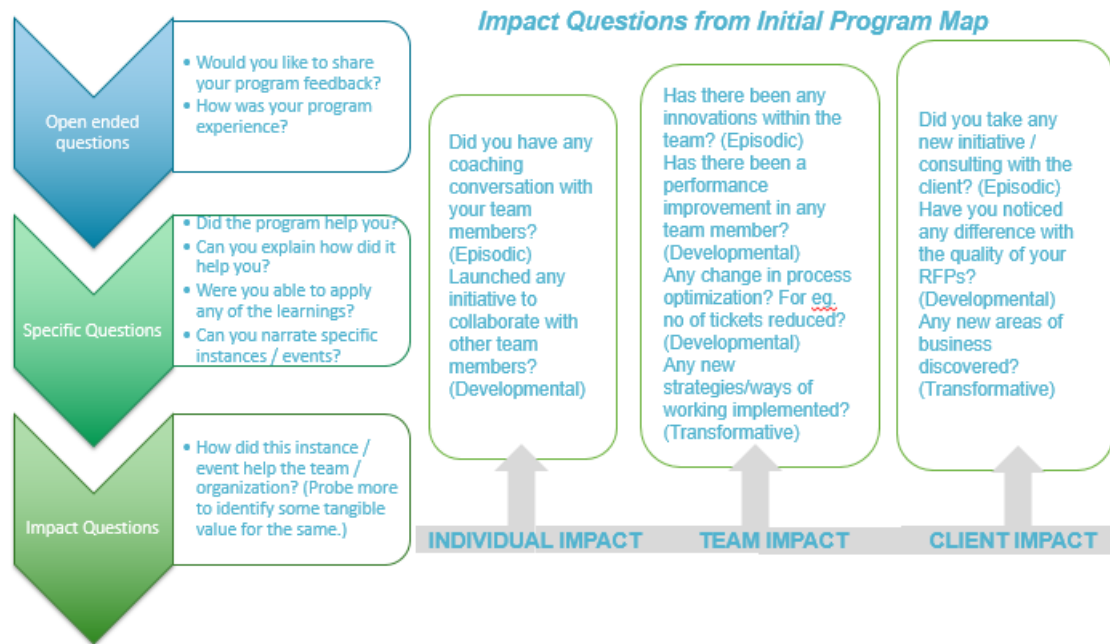 Impact Questions from Initial Program Map
Open ended
questions
• Would you like to share
your program feedback?
• How was your program
experience?
Specific Questions
• Did the program help you?
• Can you explain how did it
help you?
• Were you able to apply
any of the learnings?
• Can you narrate specific
instances / events?
Impact Questions
• How did this instance /
event help the team /
organization? (Probe more
to identify some tangible
value for the same.)
Did you have any
coaching
conversation with
your team
members?
(Episodic)
Launched any
initiative to
collaborate with
other team
members?
(Developmental)
INDIVIDUAL IMPACT
Has there been any
innovations within the
team? (Episodic)
Has there been a
performance
improvement in any
team member?
(Developmental)
Any change in process
optimization? For eg.
no of tickets reduced?
(Developmental)
Any new
strategies/ways of
working implemented?
(Transformative)
TEAM IMPACT
Did you take any
new initiative /
consulting with the
client? (Episodic)
Have you noticed
any difference with
the quality of your
RFPs?
(Developmental)
Any new areas of
business
discovered?
(Transformative)
CLIENT IMPACT